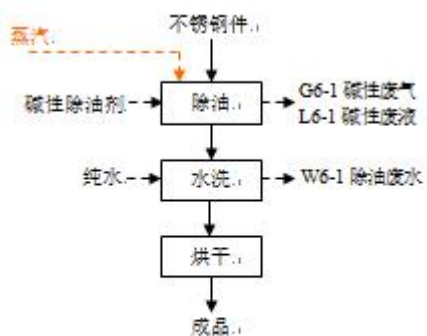 不锈钢件
蒸汽
碱性除油剂
除油
G6-1 碱性废气
L6-1 碱性废液
纯水
水洗
W6-1 除油废水
烘干
成品